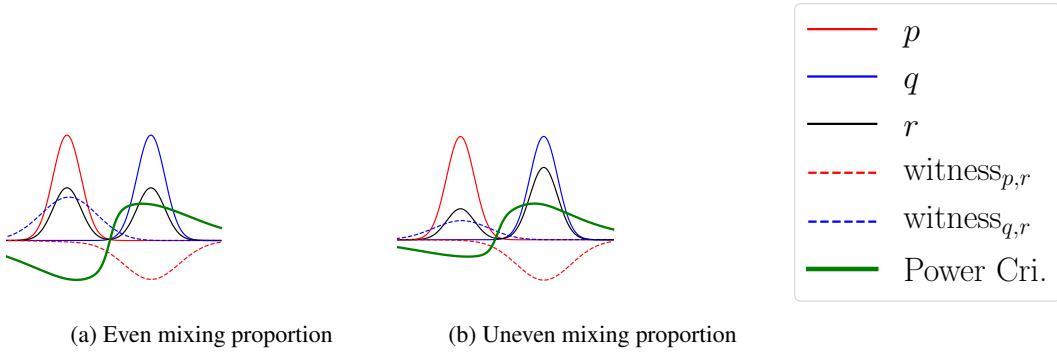 p
q
r
witness_{p,r}
witness_{q,r}
Power Cri.
(a) Even mixing proportion
(b) Uneven mixing proportion